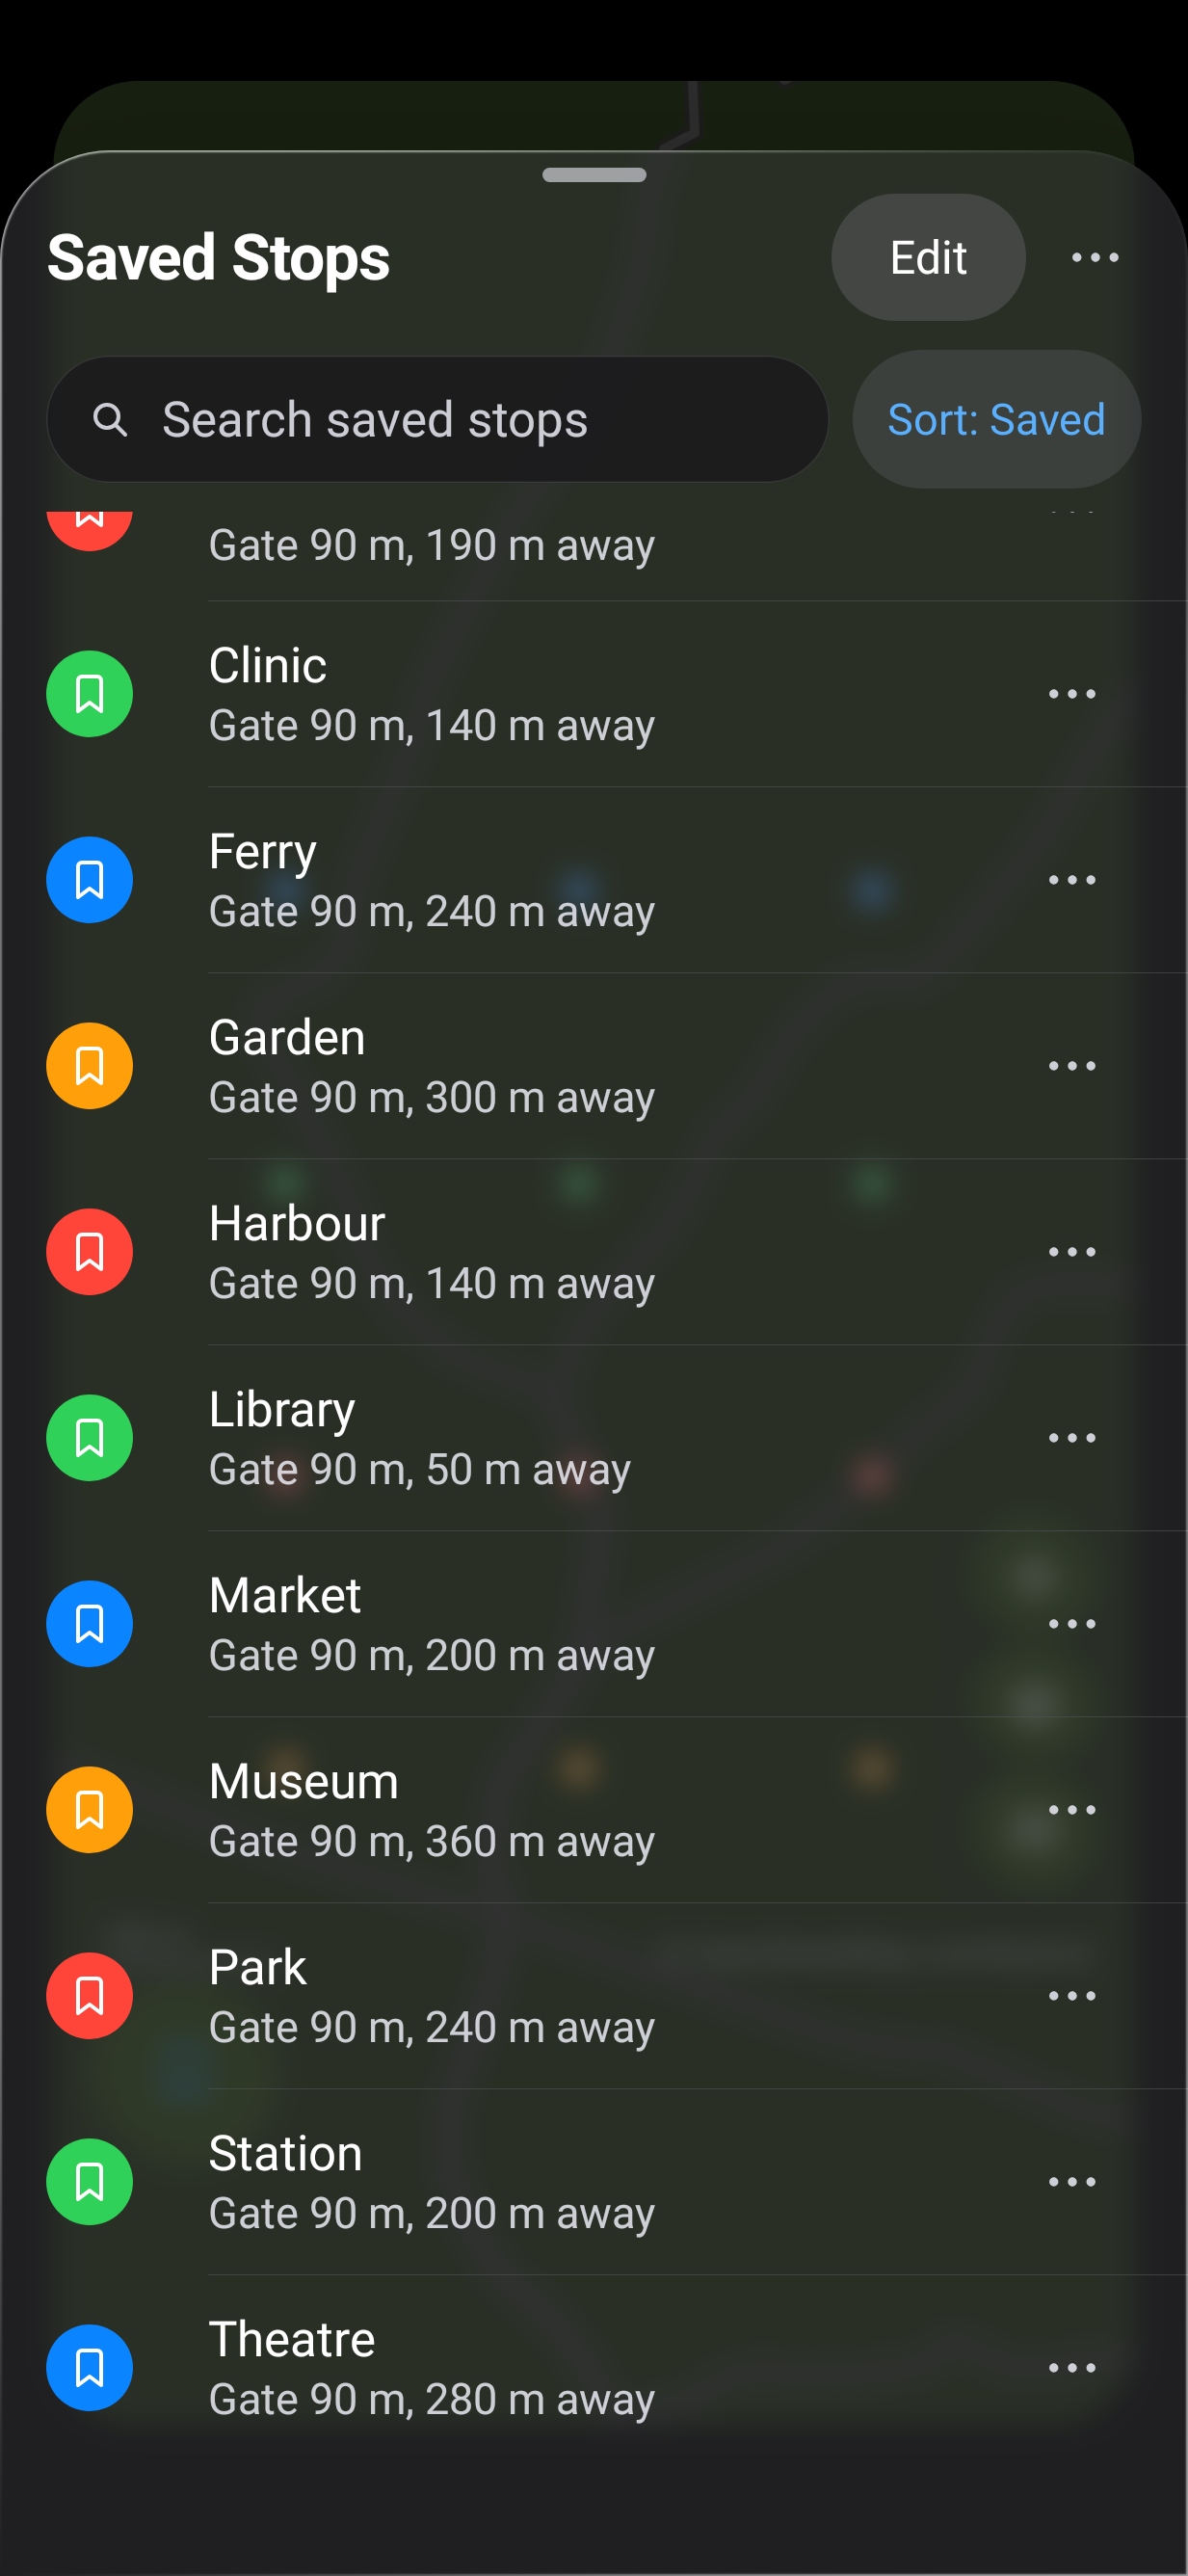 Saved Stops
Edit
Search saved stops
Sort: Saved
Gate 90 m, 190 m away
Clinic
Gate 90 m, 140 m away
Ferry
Gate 90 m, 240 m away
Garden
Gate 90 m, 300 m away
Harbour
Gate 90 m, 140 m away
Library
Gate 90 m, 50 m away
Market
Gate 90 m, 200 m away
Museum
Gate 90 m, 360 m away
Park
Gate 90 m, 240 m away
Station
Gate 90 m, 200 m away
Theatre
Gate 90 m, 280 m away